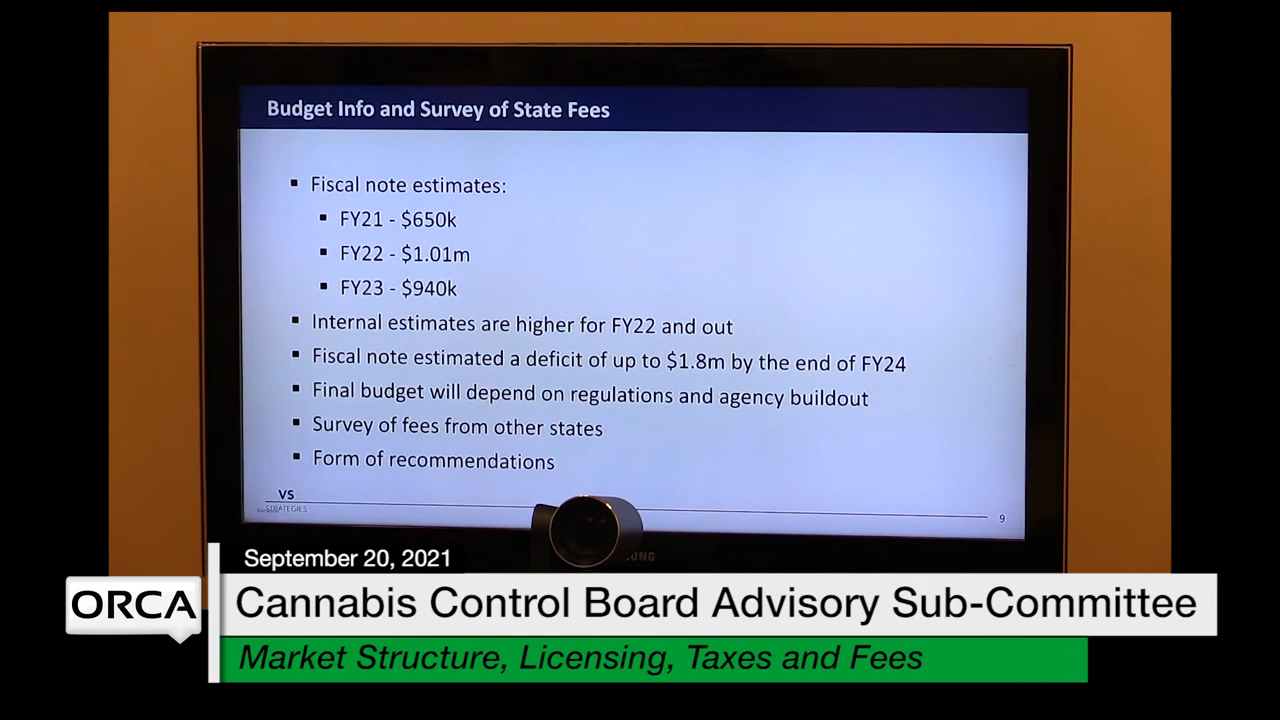 Budget Info and Survey of State Fees
▪ Fiscal note estimates:
▪ FY21 - $650k
▪ FY22 - $1.01m
▪ FY23 - $940k
▪ Internal estimates are higher for FY22 and out
▪ Fiscal note estimated a deficit of up to $1.8m by the end of FY24
▪ Final budget will depend on regulations and agency buildout
▪ Survey of fees from other states
▪ Form of recommendations
VS
STRATEGIES
9
September 20, 2021
ORCA
Cannabis Control Board Advisory Sub-Committee
Market Structure, Licensing, Taxes and Fees